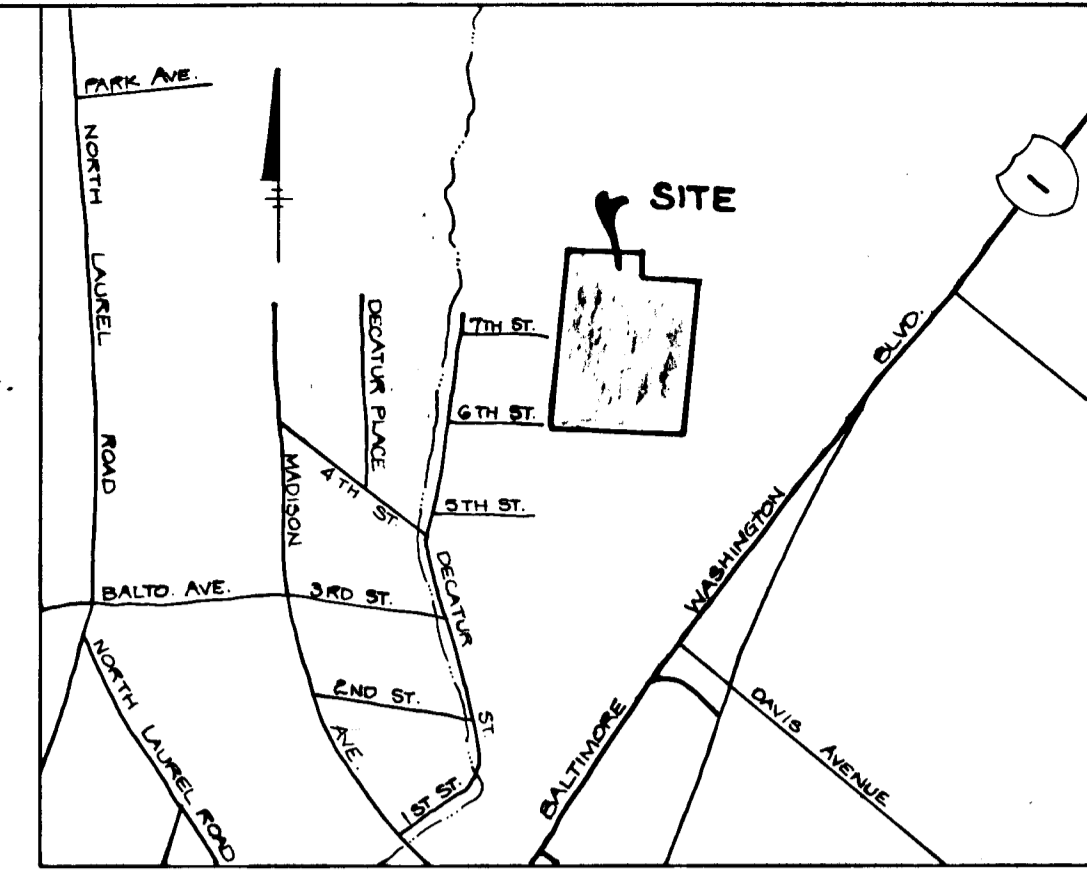 PARK AVE.
NORTH LAUREL ROAD
SITE
1
DECATUR PLACE
7TH ST.
6TH ST.
5TH ST.
4TH ST.
MADISON AVE.
BALTO. AVE.
3RD ST.
DECATUR ST.
2ND ST.
1ST ST.
NORTH LAUREL ROAD
BALTIMORE WASHINGTON BLVD.
DAVIS AVENUE